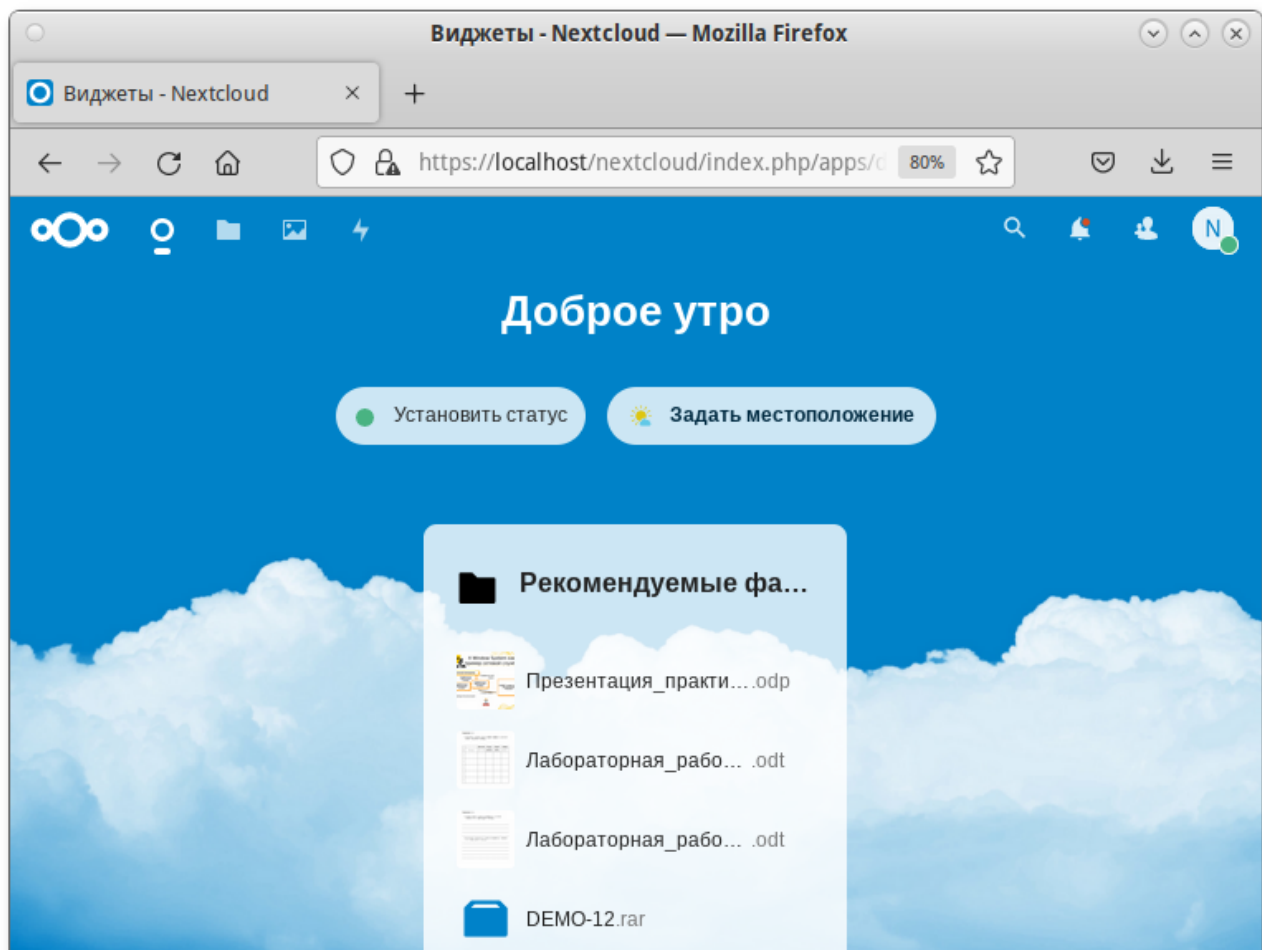 Виджеты - Nextcloud — Mozilla Firefox
Виджеты - Nextcloud
https://localhost/nextcloud/index.php/apps/d 80%
N
Доброе утро
Установить статус Задать местоположение
Рекомендуемые фа...
Презентация_практи... .odp
Лабораторная_рабо... .odt
Лабораторная_рабо... .odt
DEMO-12.rar